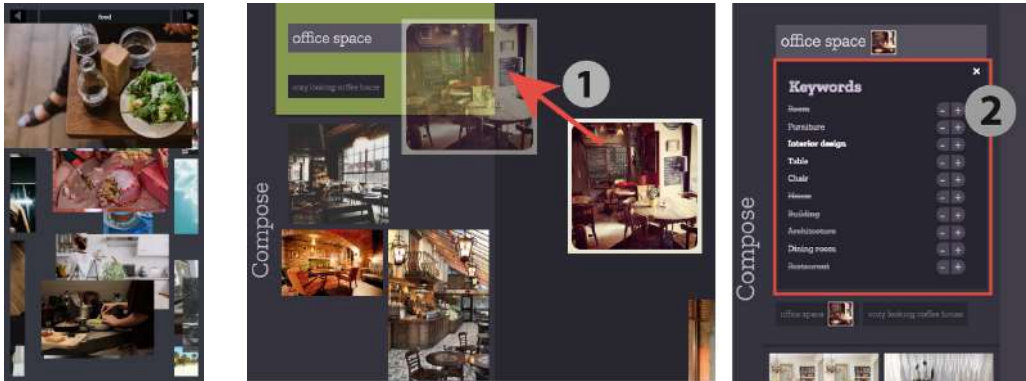 food
office space
cozy looking coffee house
1
Compose
office space
Keywords
Room
Furniture
Interior design
Table
Chair
House
Building
Architecture
Dining room
Restaurant
2
Compose
office space
cozy looking coffee house